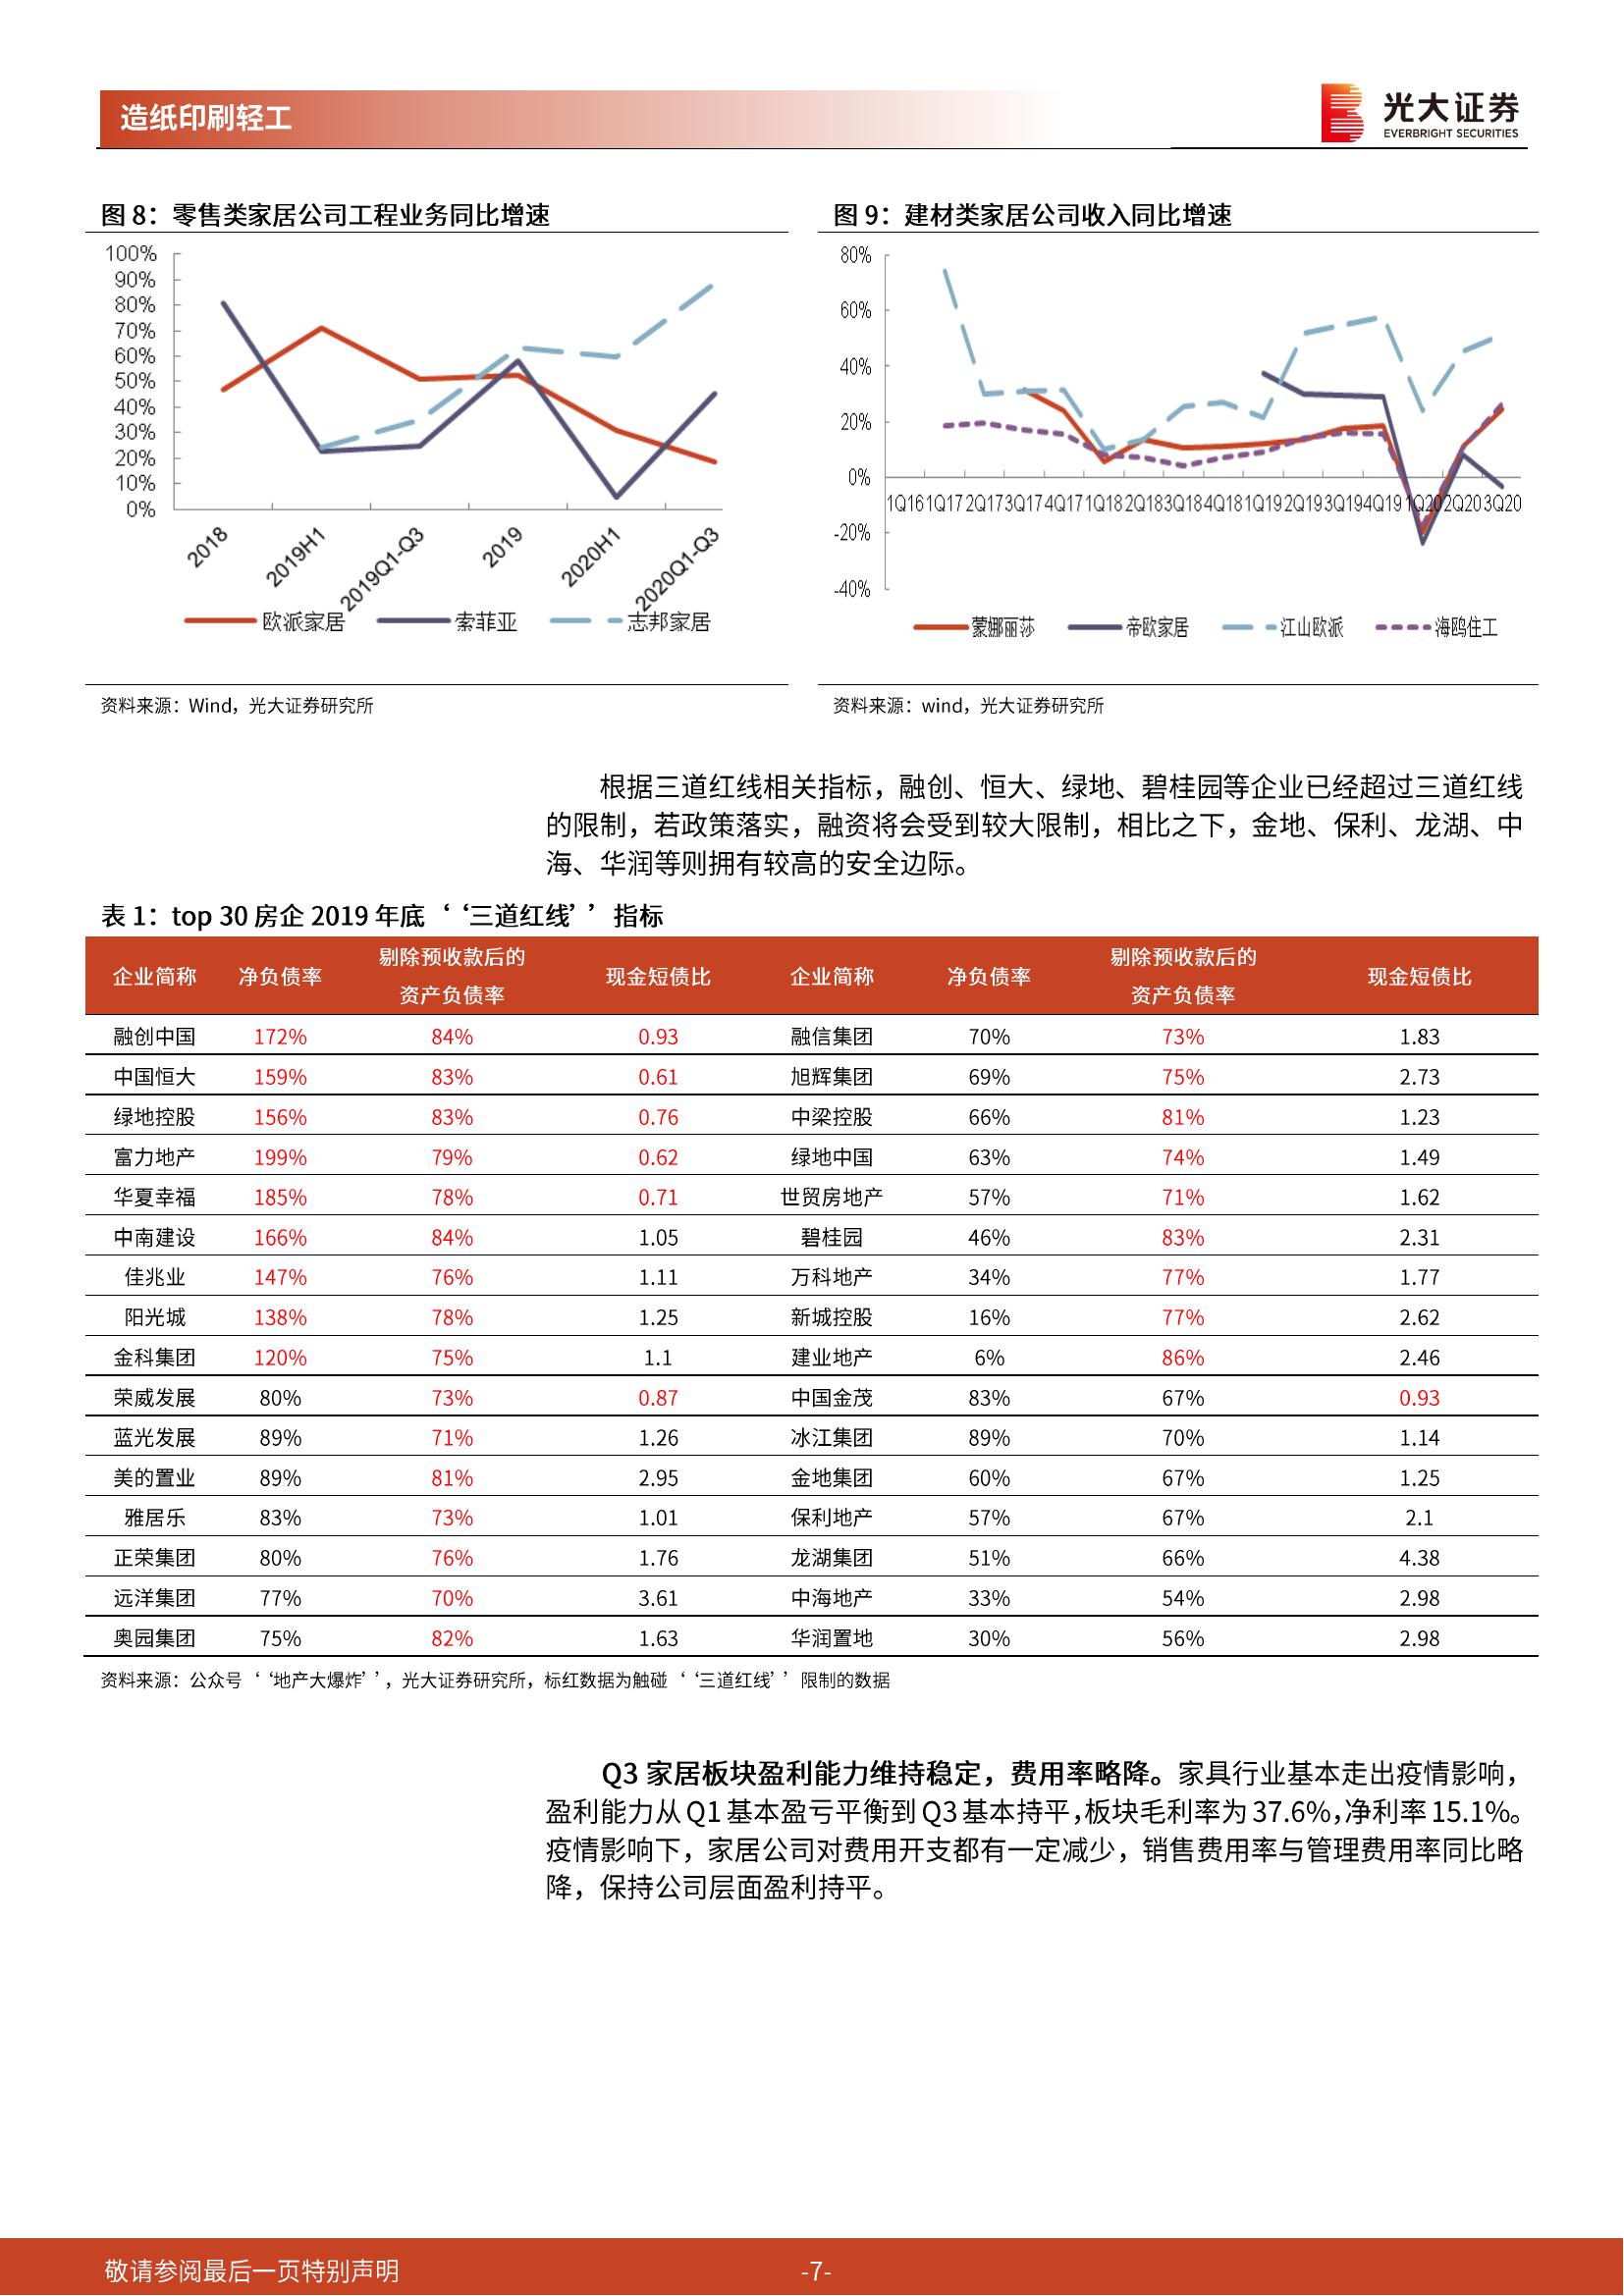 造纸印刷轻工
光大证券
EVERBRIGHT SECURITIES
图 8：零售类家居公司工程业务同比增速
100%
90%
80%
70%
60%
50%
40%
30%
20%
10%
0%
2018
2019H1
2019Q1-Q3
2019
2020H1
2020Q1-Q3
欧派家居 索菲亚 志邦家居
资料来源：Wind，光大证券研究所
图 9：建材类家居公司收入同比增速
80%
60%
40%
20%
0%
-20%
-40%
1Q16 1Q17 2Q17 3Q17 4Q17 1Q18 2Q18 3Q18 4Q18 1Q19 2Q19 3Q19 4Q19 1Q20 2Q20 3Q20
蒙娜丽莎 帝欧家居 江山欧派 海鸥住工
资料来源：wind，光大证券研究所
根据三道红线相关指标，融创、恒大、绿地、碧桂园等企业已经超过三道红线
的限制，若政策落实，融资将会受到较大限制，相比之下，金地、保利、龙湖、中
海、华润等则拥有较高的安全边际。
表 1：top 30 房企 2019 年底‘‘三道红线’’指标
企业简称 净负债率 剔除预收款后的资产负债率 现金短债比 企业简称 净负债率 剔除预收款后的资产负债率 现金短债比
融创中国 172% 84% 0.93 融信集团 70% 73% 1.83
中国恒大 159% 83% 0.61 旭辉集团 69% 75% 2.73
绿地控股 156% 83% 0.76 中梁控股 66% 81% 1.23
富力地产 199% 79% 0.62 绿地中国 63% 74% 1.49
华夏幸福 185% 78% 0.71 世贸房地产 57% 71% 1.62
中南建设 166% 84% 1.05 碧桂园 46% 83% 2.31
佳兆业 147% 76% 1.11 万科地产 34% 77% 1.77
阳光城 138% 78% 1.25 新城控股 16% 77% 2.62
金科集团 120% 75% 1.1 建业地产 6% 86% 2.46
荣威发展 80% 73% 0.87 中国金茂 83% 67% 0.93
蓝光发展 89% 71% 1.26 冰江集团 89% 70% 1.14
美的置业 89% 81% 2.95 金地集团 60% 67% 1.25
雅居乐 83% 73% 1.01 保利地产 57% 67% 2.1
正荣集团 80% 76% 1.76 龙湖集团 51% 66% 4.38
远洋集团 77% 70% 3.61 中海地产 33% 54% 2.98
奥园集团 75% 82% 1.63 华润置地 30% 56% 2.98
资料来源：公众号‘‘地产大爆炸’’，光大证券研究所，标红数据为触碰‘‘三道红线’’限制的数据
Q3 家居板块盈利能力维持稳定，费用率略降。家具行业基本走出疫情影响，
盈利能力从 Q1 基本盈亏平衡到 Q3 基本持平，板块毛利率为 37.6%，净利率 15.1%。
疫情影响下，家居公司对费用开支都有一定减少，销售费用率与管理费用率同比略
降，保持公司层面盈利持平。
敬请参阅最后一页特别声明
-7-